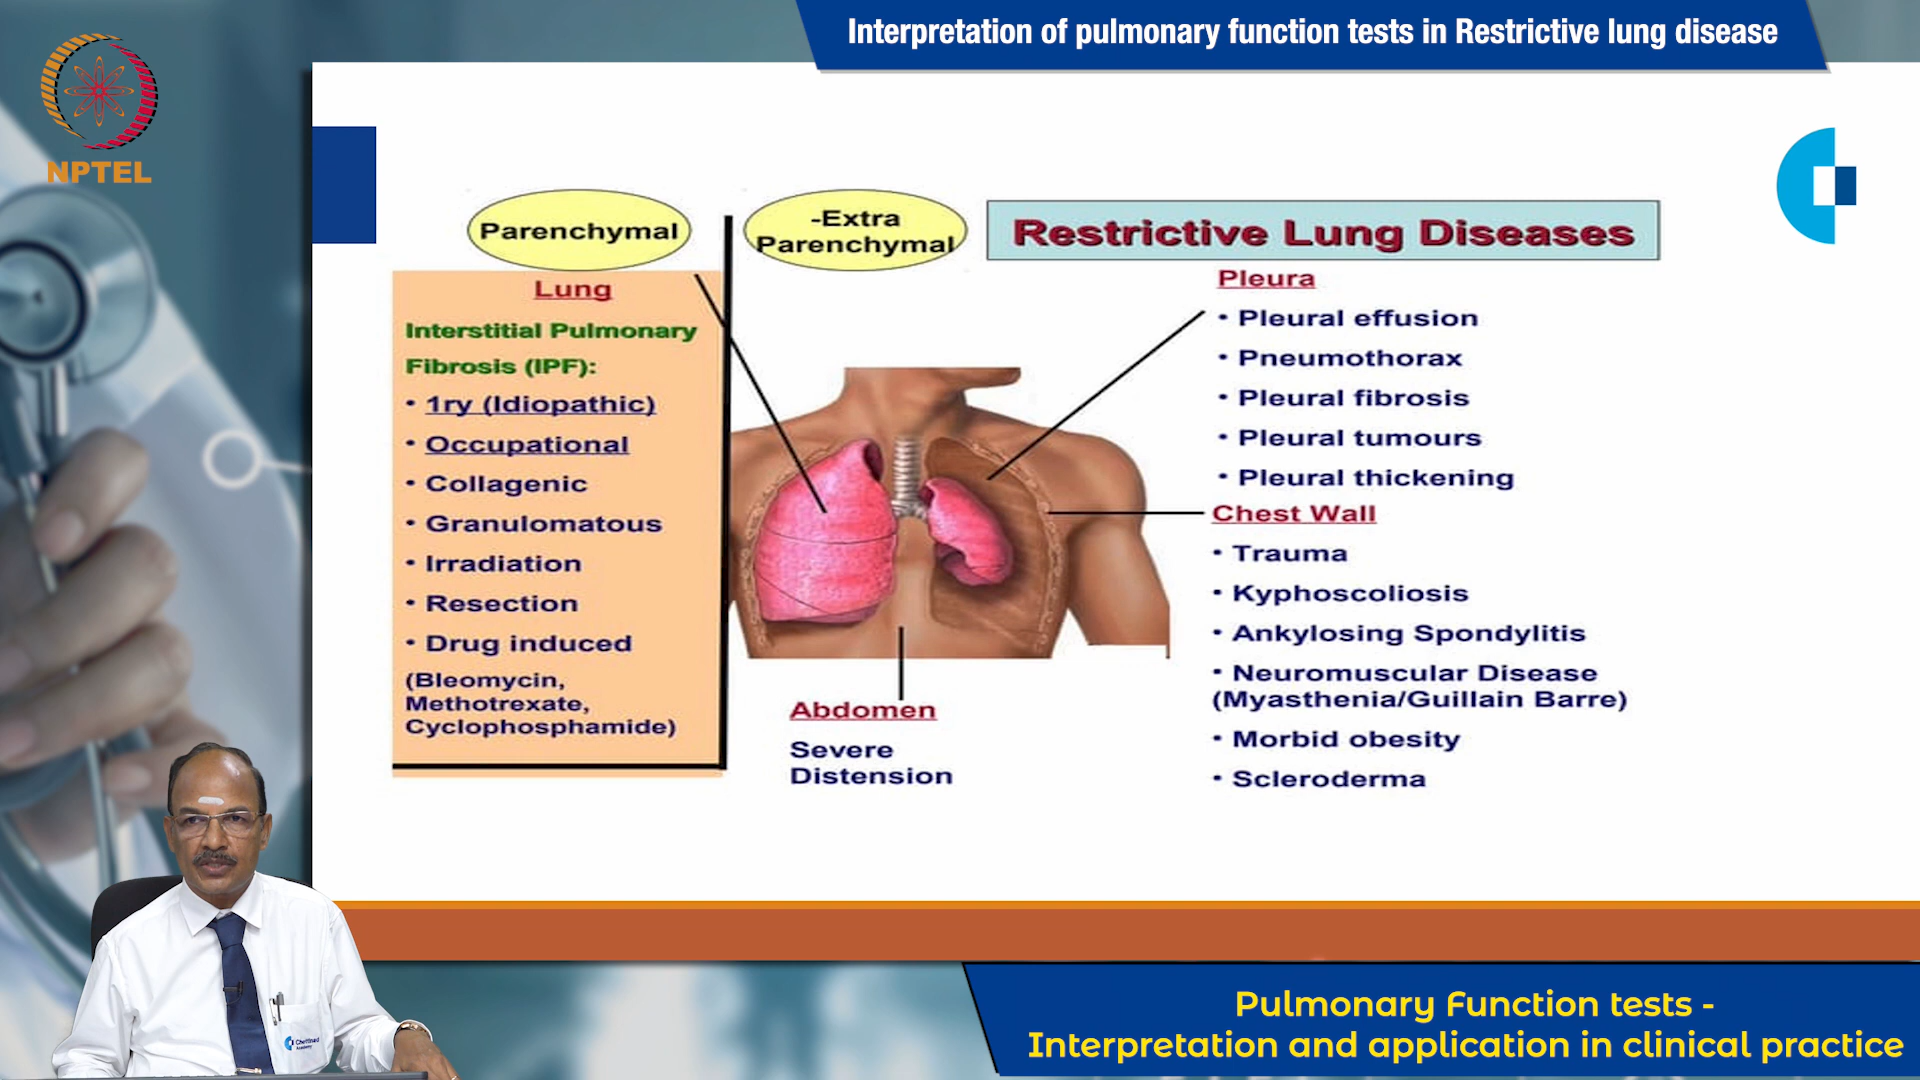 Interpretation of pulmonary function tests in Restrictive lung disease
NPTEL
Parenchymal
-Extra
Parenchymal
Restrictive Lung Diseases
Lung
Interstitial Pulmonary
Fibrosis (IPF):
• 1ry (Idiopathic)
• Occupational
• Collagenic
• Granulomatous
• Irradiation
• Resection
• Drug induced
(Bleomycin,
Methotrexate,
Cyclophosphamide)
Abdomen
Severe
Distension
Pleura
• Pleural effusion
• Pneumothorax
• Pleural fibrosis
• Pleural tumours
• Pleural thickening
Chest Wall
• Trauma
• Kyphoscoliosis
• Ankylosing Spondylitis
• Neuromuscular Disease
(Myasthenia/Guillain Barre)
• Morbid obesity
• Scleroderma
Chettinad
Academy
Pulmonary Function tests -
Interpretation and application in clinical practice